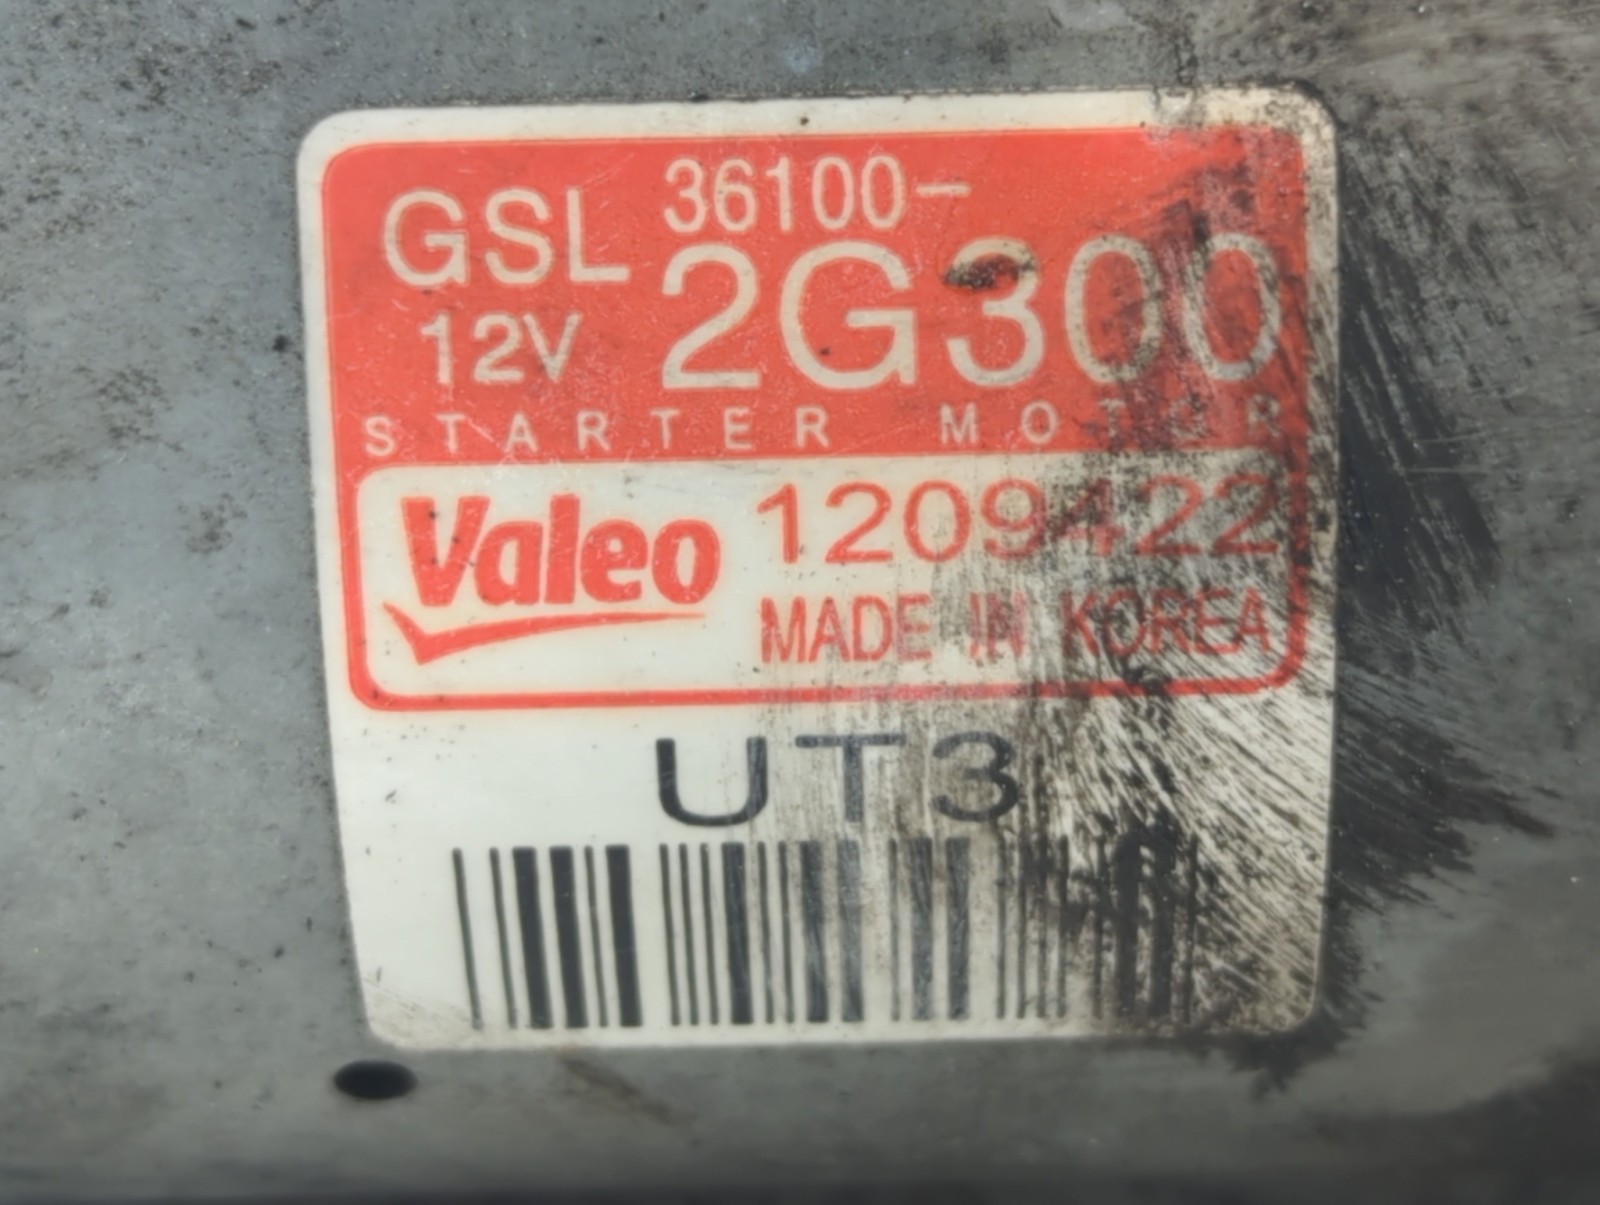 GSL 36100-
12V 2G300
STARTER MOTOR
Valeo 1209422
MADE IN KOREA
UT3